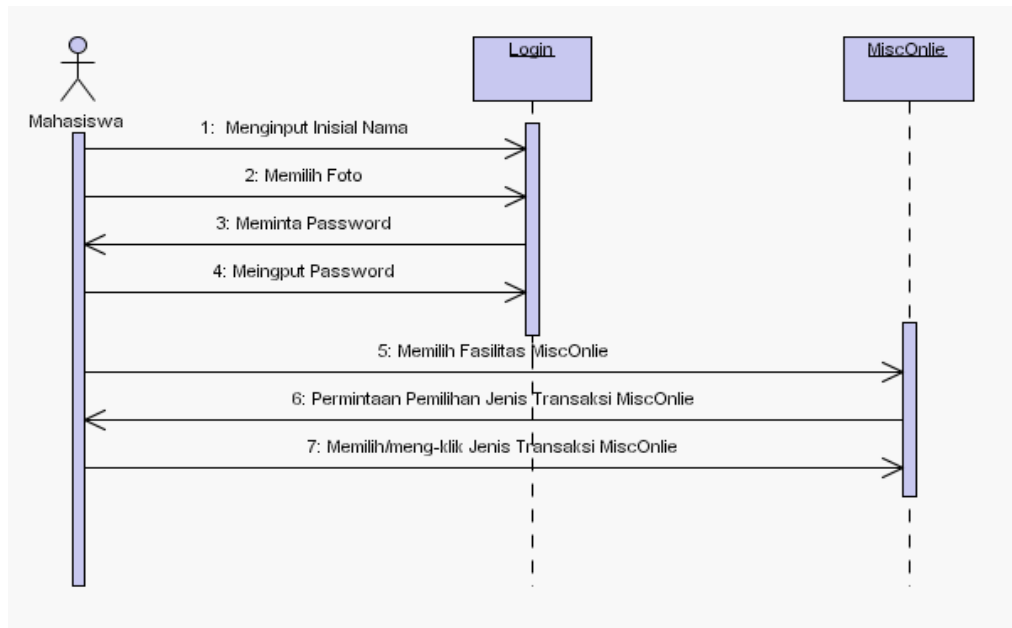 Login
MiscOnlie
Mahasiswa
1: Menginput Inisial Nama
2: Memilih Foto
3: Meminta Password
4: Meingput Password
5: Memilih Fasilitas MiscOnlie
6: Permintaan Pemilihan Jenis Transaksi MiscOnlie
7: Memilih/meng-klik Jenis Transaksi MiscOnlie